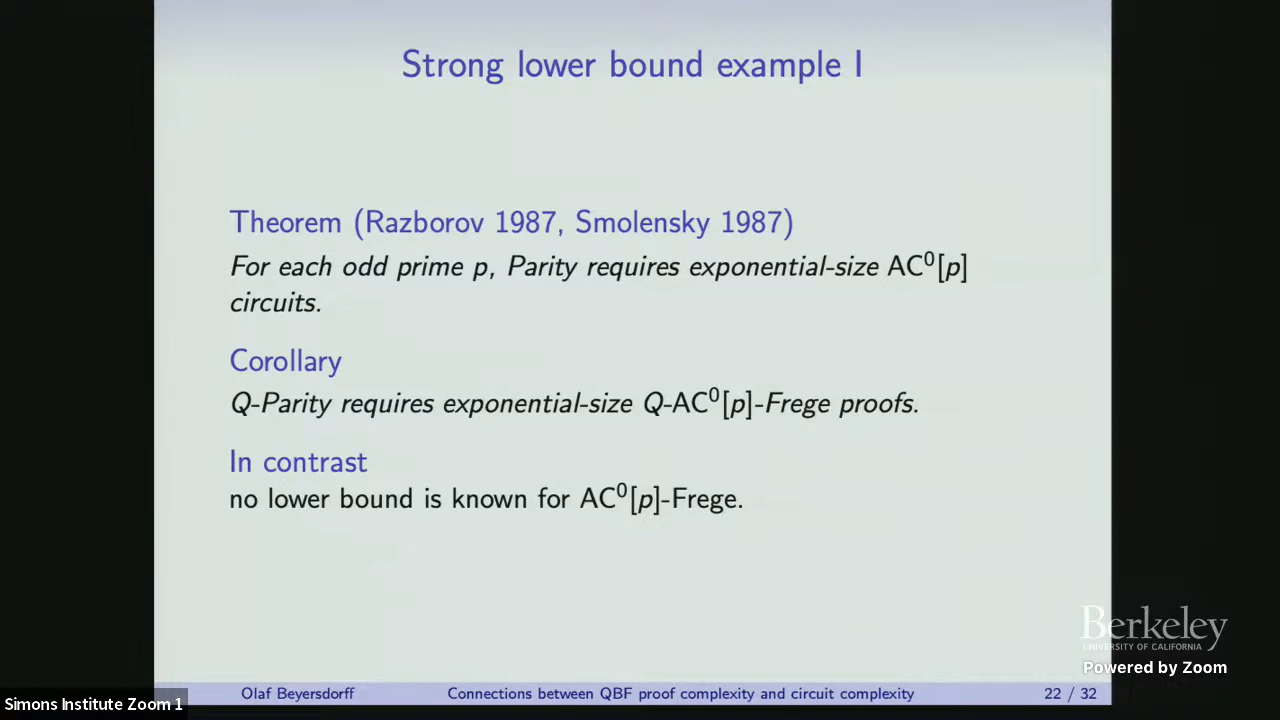 Strong lower bound example I
Theorem (Razborov 1987, Smolensky 1987)
For each odd prime p, Parity requires exponential-size AC⁰[p]
circuits.
Corollary
Q-Parity requires exponential-size Q-AC⁰[p]-Frege proofs.
In contrast
no lower bound is known for AC⁰[p]-Frege.
Berkeley
UNIVERSITY OF CALIFORNIA
Powered by Zoom
Olaf Beyersdorff Connections between QBF proof complexity and circuit complexity 22 / 32
Simons Institute Zoom 1